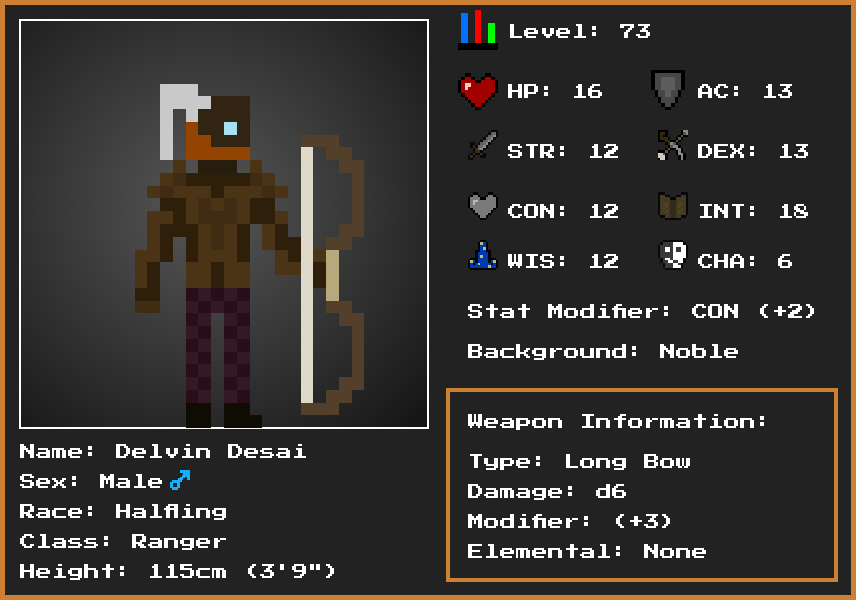 Level: 73
HP: 16 AC: 13
STR: 12 DEX: 13
CON: 12 INT: 18
WIS: 12 CHA: 6
Stat Modifier: CON (+2)
Background: Noble
Weapon Information:
Type: Long Bow
Damage: d6
Modifier: (+3)
Elemental: None
Name: Delvin Desai
Sex: Male ♂
Race: Halfling
Class: Ranger
Height: 115cm (3'9")